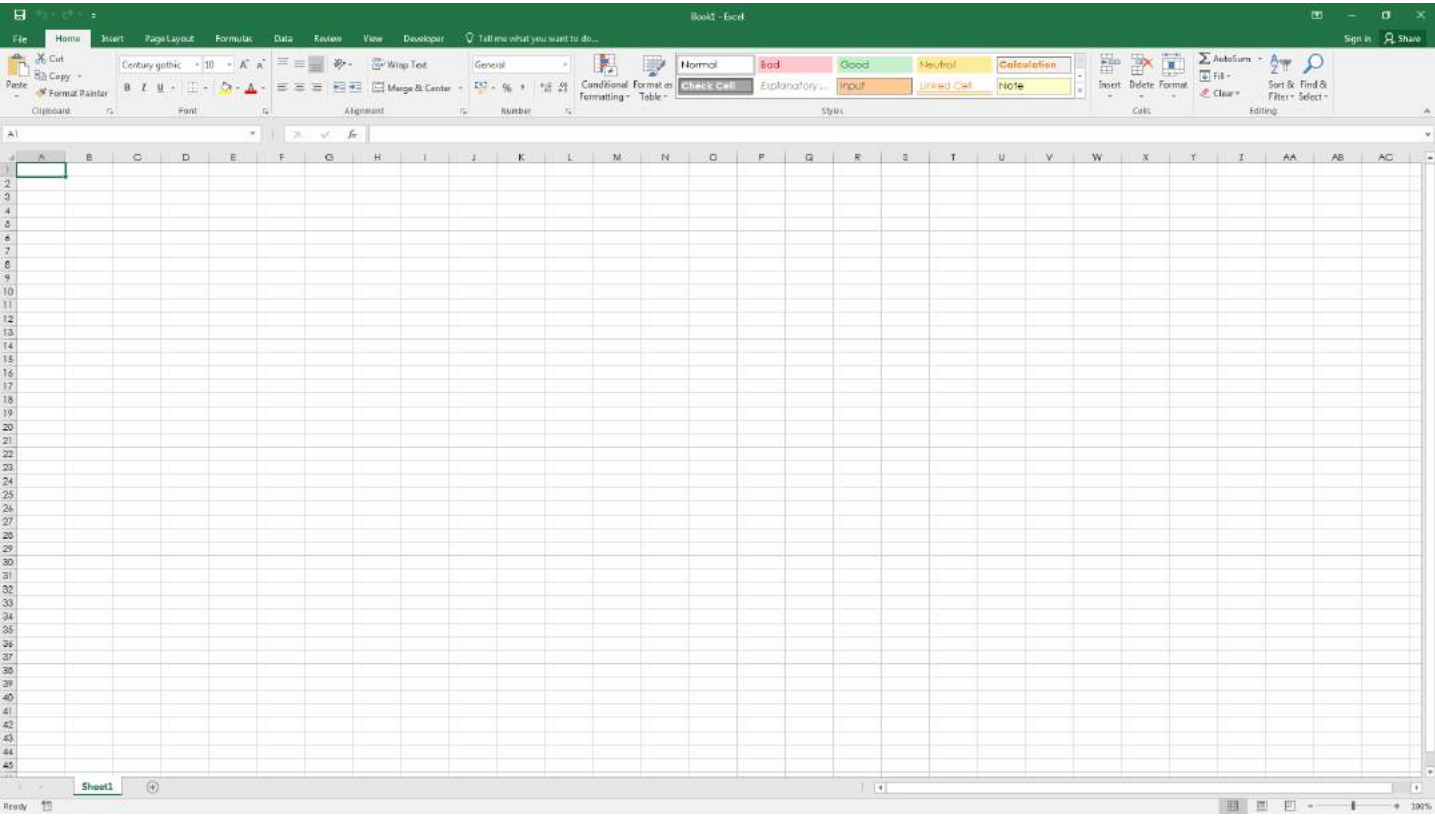 Book1 - Excel
File Home Insert Page Layout Formulas Data Review View Developer Tell me what you want to do... Sign in Share
Cut
Copy
Format Painter
Paste
Clipboard
Century gothic 10
B I U
Font
Wrap Text
Merge & Center
Alignment
General
% ,
Number
Conditional Formatting
Format as Table
Normal Bad Good Neutral Calculation
Check Cell Explanatory ... Input Linked Cell Note
Styles
Insert Delete Format
Cells
AutoSum
Fill
Clear
Sort & Filter
Find & Select
Editing
A1 fx
A B C D E F G H I J K L M N O P Q R S T U V W X Y Z AA AB AC
1
2
3
4
5
6
7
8
9
10
11
12
13
14
15
16
17
18
19
20
21
22
23
24
25
26
27
28
29
30
31
32
33
34
35
36
37
38
39
40
41
42
43
44
45
Sheet1
Ready 100%